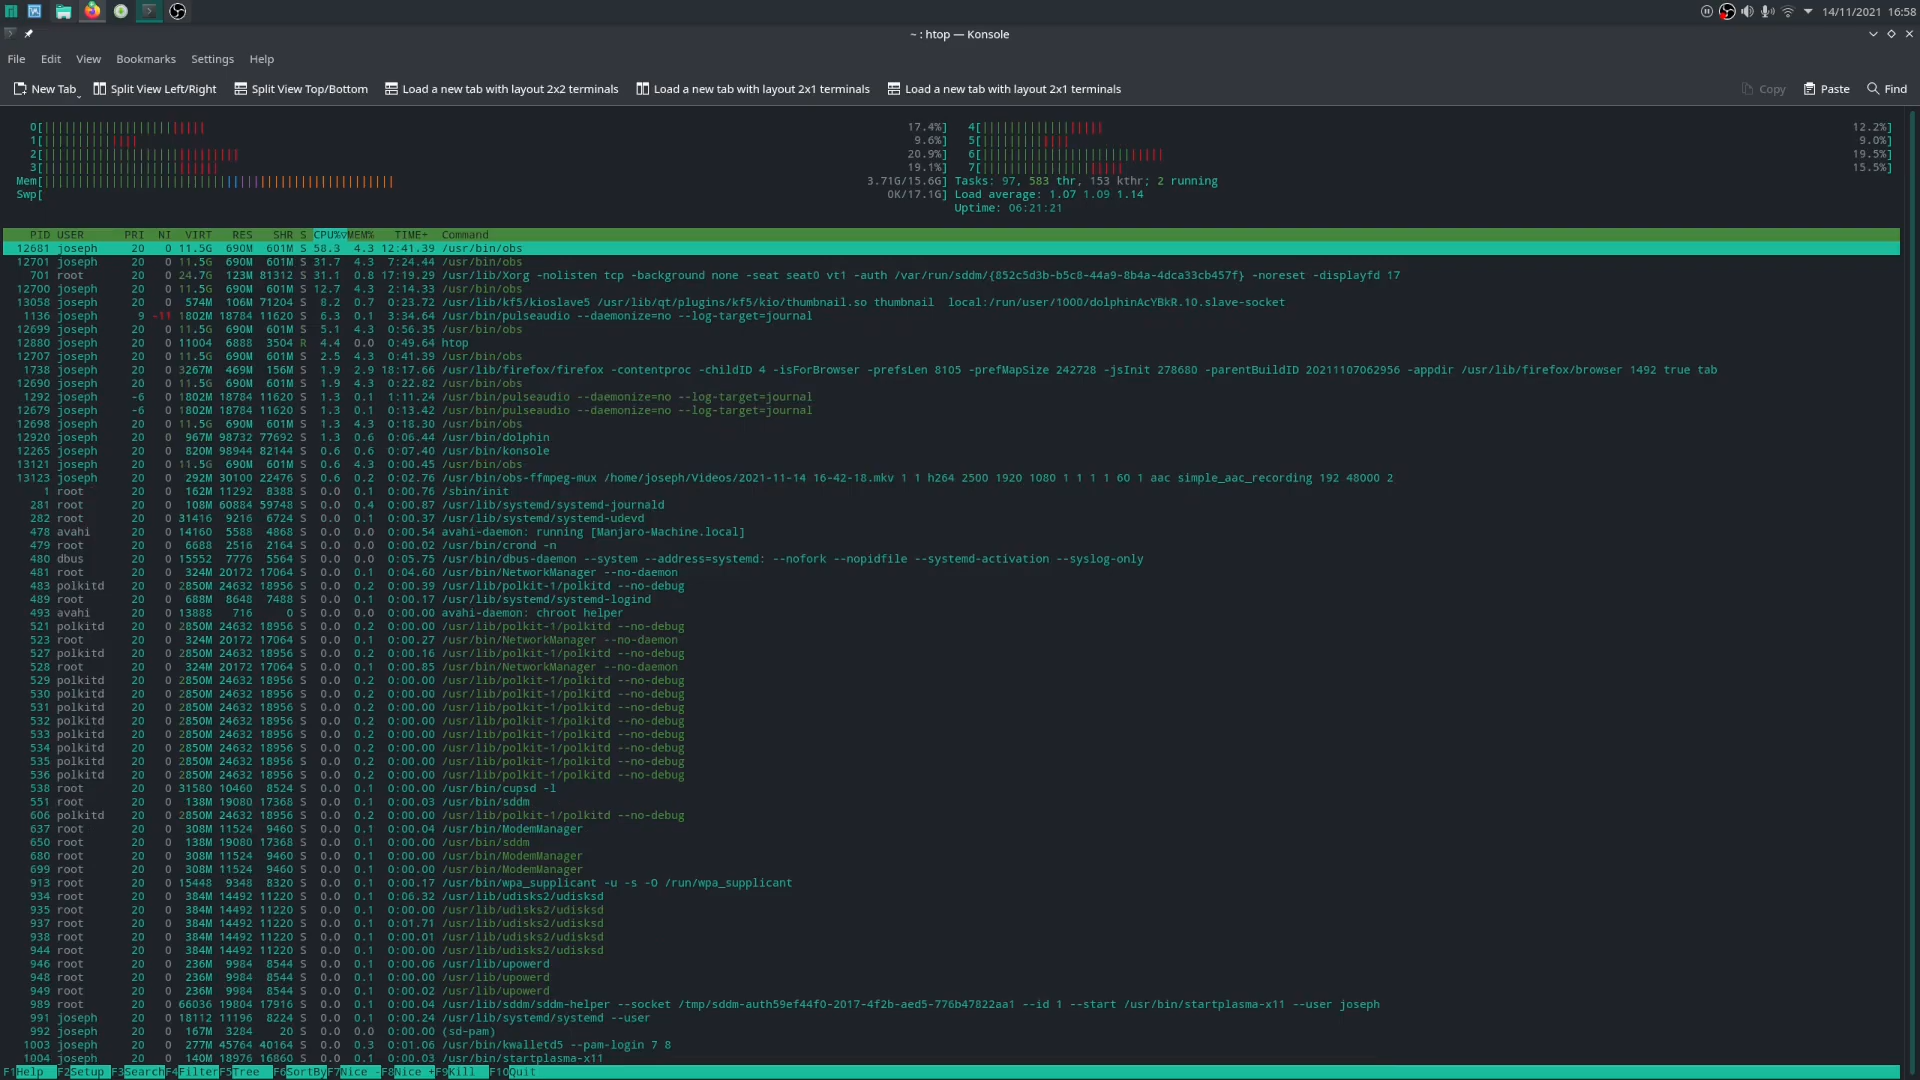 14/11/2021 16:58
~ : htop — Konsole
File Edit View Bookmarks Settings Help
New Tab Split View Left/Right Split View Top/Bottom Load a new tab with layout 2x2 terminals Load a new tab with layout 2x1 terminals Load a new tab with layout 2x1 terminals Copy Paste Find
0[ 17.4%] 4[ 12.2%]
1[ 9.6%] 5[ 9.0%]
2[ 20.9%] 6[ 19.5%]
3[ 19.1%] 7[ 15.5%]
Mem[ 3.71G/15.6G] Tasks: 97, 583 thr, 153 kthr; 2 running
Swp[ 0K/17.1G] Load average: 1.07 1.09 1.14
Uptime: 06:21:21
PID USER PRI NI VIRT RES SHR S CPU%▽MEM% TIME+ Command
12681 joseph 20 0 11.5G 690M 601M S 58.3 4.3 12:41.39 /usr/bin/obs
12701 joseph 20 0 11.5G 690M 601M S 31.7 4.3 7:24.44 /usr/bin/obs
701 root 20 0 24.7G 123M 81312 S 31.1 0.8 17:19.29 /usr/lib/Xorg -nolisten tcp -background none -seat seat0 vt1 -auth /var/run/sddm/{852c5d3b-b5c8-44a9-8b4a-4dca33cb457f} -noreset -displayfd 17
12700 joseph 20 0 11.5G 690M 601M S 12.7 4.3 2:14.33 /usr/bin/obs
13058 joseph 20 0 574M 106M 71204 S 8.2 0.7 0:23.72 /usr/lib/kf5/kioslave5 /usr/lib/qt/plugins/kf5/kio/thumbnail.so thumbnail local:/run/user/1000/dolphinAcYBkR.10.slave-socket
1136 joseph 9 -11 1802M 18784 11620 S 6.3 0.1 3:34.64 /usr/bin/pulseaudio --daemonize=no --log-target=journal
12699 joseph 20 0 11.5G 690M 601M S 5.1 4.3 0:56.35 /usr/bin/obs
12880 joseph 20 0 11004 6888 3504 R 4.4 0.0 0:49.64 htop
12707 joseph 20 0 11.5G 690M 601M S 2.5 4.3 0:41.39 /usr/bin/obs
1738 joseph 20 0 3267M 469M 156M S 1.9 2.9 18:17.66 /usr/lib/firefox/firefox -contentproc -childID 4 -isForBrowser -prefsLen 8105 -prefMapSize 242728 -jsInit 278680 -parentBuildID 20211107062956 -appdir /usr/lib/firefox/browser 1492 true tab
12690 joseph 20 0 11.5G 690M 601M S 1.9 4.3 0:22.82 /usr/bin/obs
1292 joseph -6 0 1802M 18784 11620 S 1.3 0.1 1:11.24 /usr/bin/pulseaudio --daemonize=no --log-target=journal
12679 joseph -6 0 1802M 18784 11620 S 1.3 0.1 0:13.42 /usr/bin/pulseaudio --daemonize=no --log-target=journal
12698 joseph 20 0 11.5G 690M 601M S 1.3 4.3 0:18.30 /usr/bin/obs
12920 joseph 20 0 967M 98732 77692 S 1.3 0.6 0:06.44 /usr/bin/dolphin
12265 joseph 20 0 820M 98944 82144 S 0.6 0.6 0:07.40 /usr/bin/konsole
13121 joseph 20 0 11.5G 690M 601M S 0.6 4.3 0:00.45 /usr/bin/obs
13123 joseph 20 0 292M 30100 22476 S 0.6 0.2 0:02.76 /usr/bin/obs-ffmpeg-mux /home/joseph/Videos/2021-11-14 16-42-18.mkv 1 1 h264 2500 1920 1080 1 1 1 1 60 1 aac simple_aac_recording 192 48000 2
1 root 20 0 162M 11292 8388 S 0.0 0.1 0:00.76 /sbin/init
281 root 20 0 108M 60884 59748 S 0.0 0.4 0:00.87 /usr/lib/systemd/systemd-journald
282 root 20 0 31416 9216 6724 S 0.0 0.1 0:00.37 /usr/lib/systemd/systemd-udevd
478 avahi 20 0 14160 5588 4868 S 0.0 0.0 0:00.54 avahi-daemon: running [Manjaro-Machine.local]
479 root 20 0 6688 2516 2164 S 0.0 0.0 0:00.02 /usr/bin/crond -n
480 dbus 20 0 15552 7776 5564 S 0.0 0.0 0:05.75 /usr/bin/dbus-daemon --system --address=systemd: --nofork --nopidfile --systemd-activation --syslog-only
481 root 20 0 324M 20172 17064 S 0.0 0.1 0:04.60 /usr/bin/NetworkManager --no-daemon
483 polkitd 20 0 2850M 24632 18956 S 0.0 0.2 0:00.39 /usr/lib/polkit-1/polkitd --no-debug
489 root 20 0 688M 8648 7488 S 0.0 0.1 0:00.17 /usr/lib/systemd/systemd-logind
493 avahi 20 0 13888 716 0 S 0.0 0.0 0:00.00 avahi-daemon: chroot helper
521 polkitd 20 0 2850M 24632 18956 S 0.0 0.2 0:00.00 /usr/lib/polkit-1/polkitd --no-debug
523 root 20 0 324M 20172 17064 S 0.0 0.1 0:00.27 /usr/bin/NetworkManager --no-daemon
527 polkitd 20 0 2850M 24632 18956 S 0.0 0.2 0:00.16 /usr/lib/polkit-1/polkitd --no-debug
528 root 20 0 324M 20172 17064 S 0.0 0.1 0:00.85 /usr/bin/NetworkManager --no-daemon
529 polkitd 20 0 2850M 24632 18956 S 0.0 0.2 0:00.00 /usr/lib/polkit-1/polkitd --no-debug
530 polkitd 20 0 2850M 24632 18956 S 0.0 0.2 0:00.00 /usr/lib/polkit-1/polkitd --no-debug
531 polkitd 20 0 2850M 24632 18956 S 0.0 0.2 0:00.00 /usr/lib/polkit-1/polkitd --no-debug
532 polkitd 20 0 2850M 24632 18956 S 0.0 0.2 0:00.00 /usr/lib/polkit-1/polkitd --no-debug
533 polkitd 20 0 2850M 24632 18956 S 0.0 0.2 0:00.00 /usr/lib/polkit-1/polkitd --no-debug
534 polkitd 20 0 2850M 24632 18956 S 0.0 0.2 0:00.00 /usr/lib/polkit-1/polkitd --no-debug
535 polkitd 20 0 2850M 24632 18956 S 0.0 0.2 0:00.00 /usr/lib/polkit-1/polkitd --no-debug
536 polkitd 20 0 2850M 24632 18956 S 0.0 0.2 0:00.00 /usr/lib/polkit-1/polkitd --no-debug
538 root 20 0 31580 10460 8524 S 0.0 0.1 0:00.00 /usr/bin/cupsd -l
551 root 20 0 138M 19080 17368 S 0.0 0.1 0:00.03 /usr/bin/sddm
606 polkitd 20 0 2850M 24632 18956 S 0.0 0.2 0:00.00 /usr/lib/polkit-1/polkitd --no-debug
637 root 20 0 308M 11524 9460 S 0.0 0.1 0:00.04 /usr/bin/ModemManager
650 root 20 0 138M 19080 17368 S 0.0 0.1 0:00.00 /usr/bin/sddm
680 root 20 0 308M 11524 9460 S 0.0 0.1 0:00.00 /usr/bin/ModemManager
699 root 20 0 308M 11524 9460 S 0.0 0.1 0:00.00 /usr/bin/ModemManager
913 root 20 0 15448 9348 8320 S 0.0 0.1 0:00.17 /usr/bin/wpa_supplicant -u -s -O /run/wpa_supplicant
934 root 20 0 384M 14492 11220 S 0.0 0.1 0:06.32 /usr/lib/udisks2/udisksd
935 root 20 0 384M 14492 11220 S 0.0 0.1 0:00.00 /usr/lib/udisks2/udisksd
937 root 20 0 384M 14492 11220 S 0.0 0.1 0:01.71 /usr/lib/udisks2/udisksd
938 root 20 0 384M 14492 11220 S 0.0 0.1 0:00.01 /usr/lib/udisks2/udisksd
944 root 20 0 384M 14492 11220 S 0.0 0.1 0:00.00 /usr/lib/udisks2/udisksd
946 root 20 0 236M 9984 8544 S 0.0 0.1 0:00.06 /usr/lib/upowerd
948 root 20 0 236M 9984 8544 S 0.0 0.1 0:00.00 /usr/lib/upowerd
949 root 20 0 236M 9984 8544 S 0.0 0.1 0:00.02 /usr/lib/upowerd
989 root 20 0 66036 19804 17916 S 0.0 0.1 0:00.04 /usr/lib/sddm/sddm-helper --socket /tmp/sddm-auth59ef44f0-2017-4f2b-aed5-776b47822aa1 --id 1 --start /usr/bin/startplasma-x11 --user joseph
991 joseph 20 0 18112 11196 8224 S 0.0 0.1 0:00.24 /usr/lib/systemd/systemd --user
992 joseph 20 0 167M 3284 20 S 0.0 0.0 0:00.00 (sd-pam)
1003 joseph 20 0 277M 45764 40164 S 0.0 0.3 0:01.06 /usr/bin/kwalletd5 --pam-login 7 8
1004 joseph 20 0 140M 18976 16860 S 0.0 0.1 0:00.03 /usr/bin/startplasma-x11
F1Help F2Setup F3SearchF4FilterF5Tree F6SortByF7Nice -F8Nice +F9Kill F10Quit